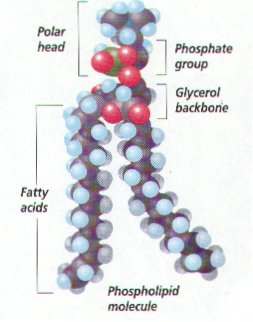 Polar
head
Phosphate
group
Glycerol
backbone
Fatty
acids
Phospholipid
molecule